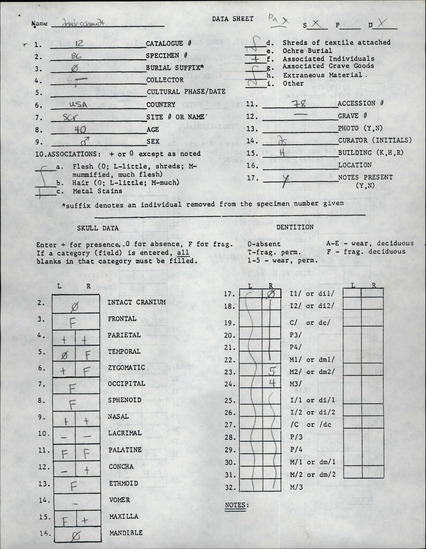 DATA SHEET
Name
S X P U
1. 12 CATALOGUE #
2. 86 SPECIMEN #
3. Ø BURIAL SUFFIX*
4. — COLLECTOR
5. CULTURAL PHASE/DATE
6. USA COUNTRY
7. SITE # OR NAME
8. 40 AGE
9. ♂ SEX
10. ASSOCIATIONS: + or 0 except as noted
a. Flesh (0; L-little, shreds; M-
mummified, much flesh)
b. Hair (0; L-little; M-much)
c. Metal Stains
d. Shreds of textile attached
e. Ochre Burial
+ f. Associated Individuals
g. Associated Grave Goods
h. Extraneous Material.
i. Other
11. 78 ACCESSION #
12. — GRAVE #
13. PHOTO (Y,N)
14. CURATOR (INITIALS)
15. H BUILDING (K,H,R)
16. LOCATION
17. Y NOTES PRESENT
(Y,N)
*suffix denotes an individual removed from the specimen number given
SKULL DATA
Enter + for presence, 0 for absence, F for frag.
If a category (field) is entered, all
blanks in that category must be filled.
L R
2. Ø INTACT CRANIUM
3. F FRONTAL
4. + + PARIETAL
5. Ø F TEMPORAL
6. + F ZYGOMATIC
7. F OCCIPITAL
8. F SPHENOID
9. + + NASAL
10. – – LACRIMAL
11. F F PALATINE
12. – + CONCHA
13. F ETHMOID
14. – VOMER
15. F + MAXILLA
16. Ø MANDIBLE
DENTITION
0-absent A-E - wear, deciduous
T-frag. perm. F - frag. deciduous
1-5 - wear, perm.
L R L R
17. Ø I1/ or di1/
18. I2/ or di2/
19. C/ or dc/
20. P3/
21. P4/
22. M1/ or dm1/
23. 5 M2/ or dm2/
24. 4 M3/
25. I/1 or di/1
26. I/2 or di/2
27. /C or /dc
28. P/3
29. P/4
30. M/1 or dm/1
31. M/2 or dm/2
32. M/3
NOTES: